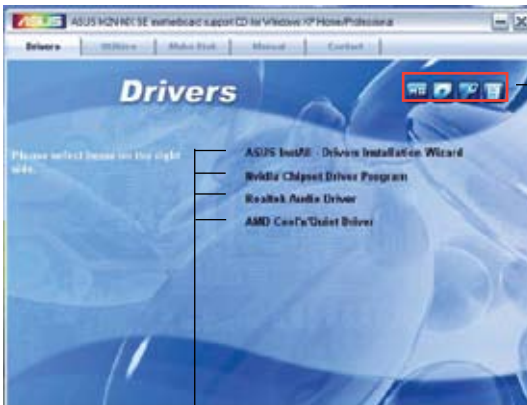 ASUS M2N-MX SE motherboard support CD for Windows XP Home/Professional
Drivers Utilities Make Disk Manual Contact
Drivers
Please select items on the right
side.
ASUS InstAll - Drivers Installation Wizard
Nvidia Chipset Driver Program
Realtek Audio Driver
AMD Cool'n'Quiet Driver